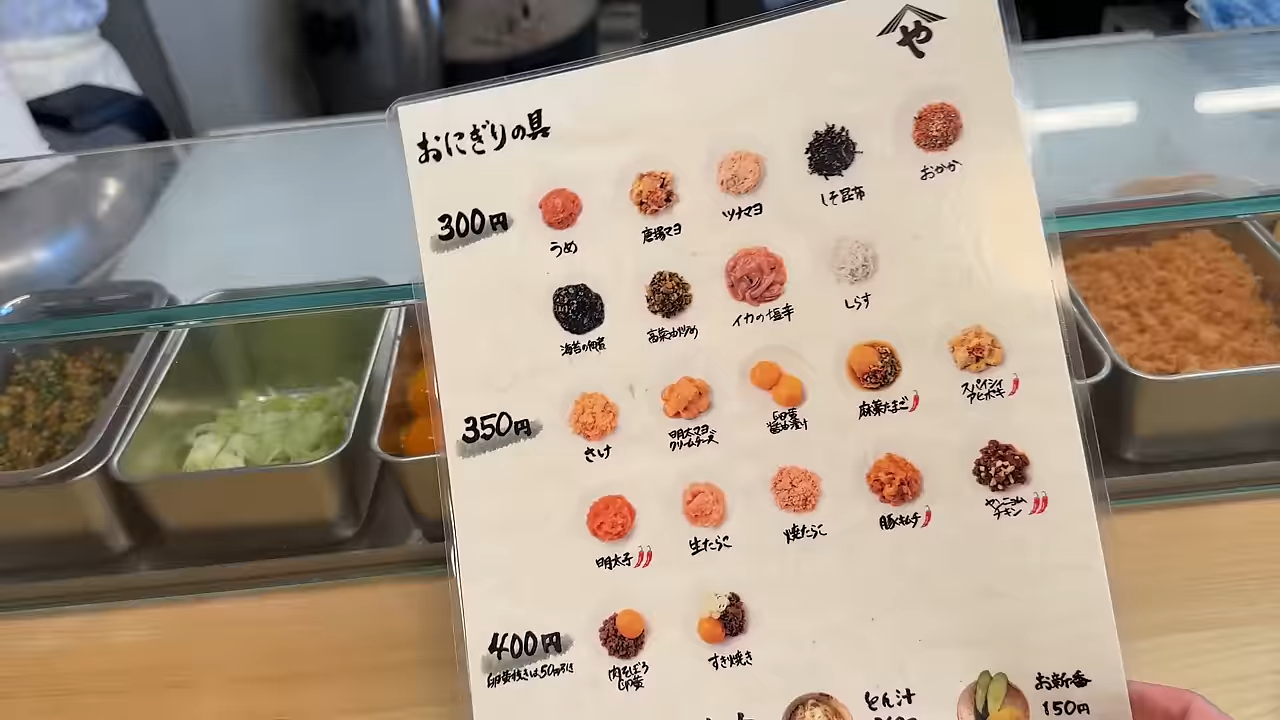 や
おにぎりの具
300円
うめ
唐揚マヨ
ツナマヨ
しそ昆布
おかか
海苔の佃煮
高菜油炒め
イカの塩辛
しらす
350円
さけ
明太マヨ
クリームチーズ
卵黄
醤油漬け
麻薬たまご
スパイシィ
アヒポキ
明太子
生たらこ
焼たらこ
豚キムチ
ヤンニョム
チキン
400円
卵黄抜きは50円引き
肉そぼろ
卵黄
すき焼き
とん汁
お新香
150円